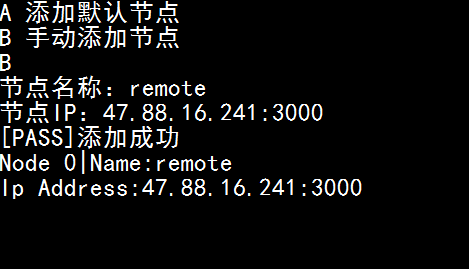 A 添加默认节点
B 手动添加节点
B
节点名称：remote
节点IP：47.88.16.241:3000
[PASS]添加成功
Node 0|Name:remote
Ip Address:47.88.16.241:3000